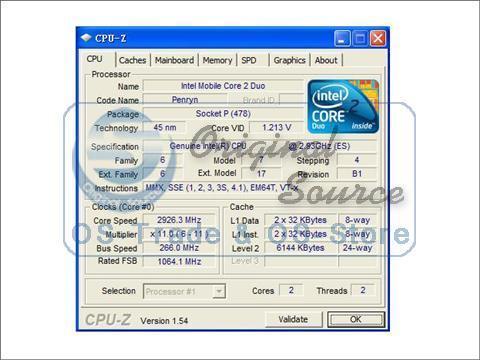 CPU-Z
CPU Caches Mainboard Memory SPD Graphics About
Processor
Name Intel Mobile Core 2 Duo
Code Name Penryn Brand ID
Package Socket P (478)
Technology 45 nm Core VID 1.213 V
intel CORE 2 Duo inside™
Specification Genuine Intel(R) CPU @ 2.93GHz (ES)
Family 6 Model 7 Stepping 4
Ext. Family 6 Ext. Model 17 Revision B1
Instructions MMX, SSE (1, 2, 3, 3S, 4.1), EM64T, VT-x
Original
Source
Clocks (Core #0) Cache
Core Speed 2926.3 MHz L1 Data 2 x 32 KBytes 8-way
Multiplier x 11.0 (6 - 11) L1 Inst. 2 x 32 KBytes 8-way
Bus Speed 266.0 MHz Level 2 6144 KBytes 24-way
Rated FSB 1064.1 MHz Level 3
Selection Processor #1 Cores 2 Threads 2
CPU-Z Version 1.54 Validate OK